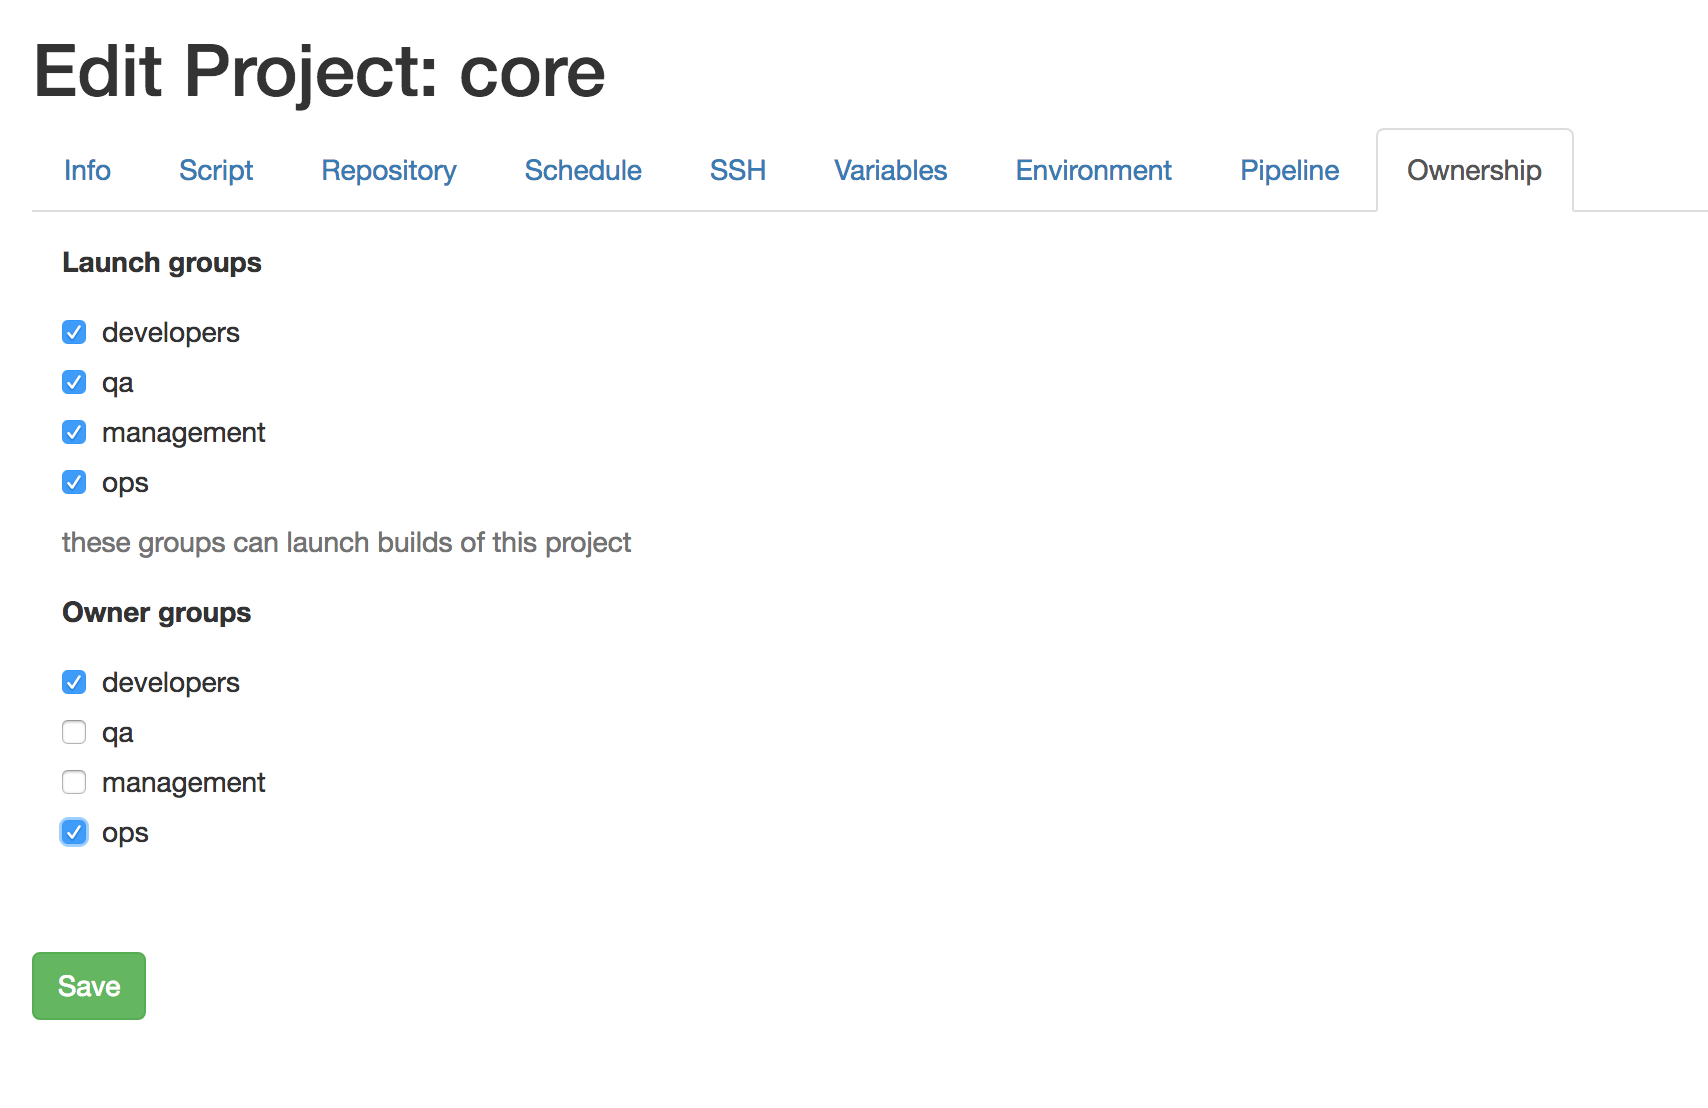 Edit Project: core
Info Script Repository Schedule SSH Variables Environment Pipeline Ownership
Launch groups
developers
qa
management
ops
these groups can launch builds of this project
Owner groups
developers
qa
management
ops
Save